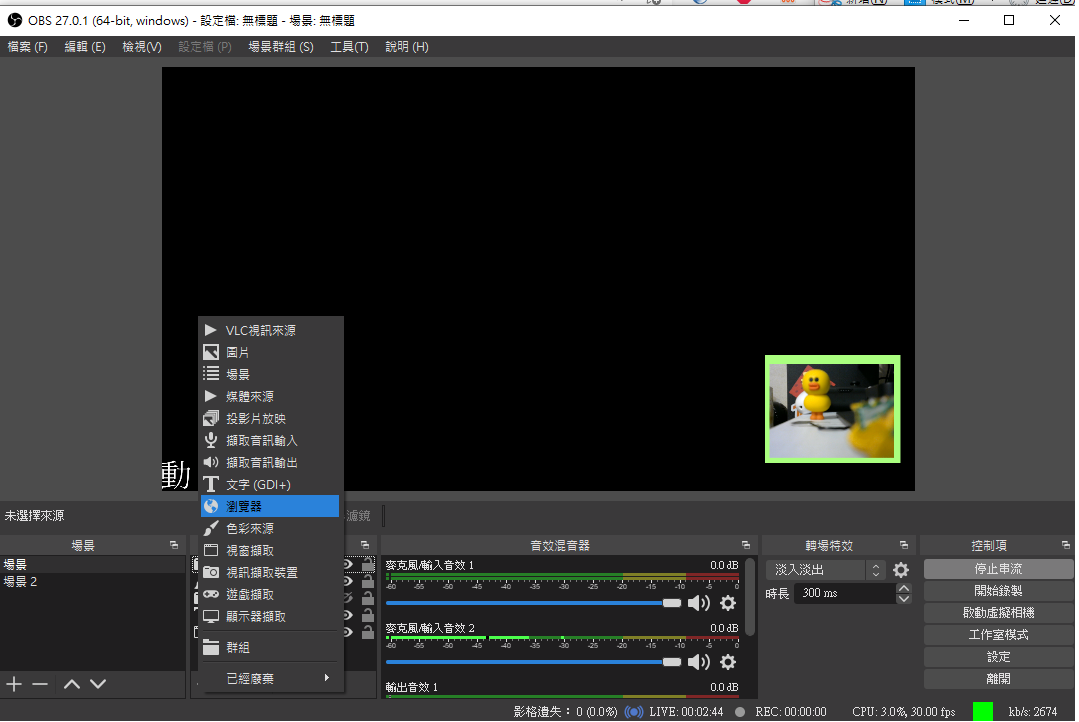 OBS 27.0.1 (64-bit, windows) - 設定檔: 無標題 - 場景: 無標題
檔案 (F) 編輯 (E) 檢視(V) 設定檔 (P) 場景群組 (S) 工具(T) 說明 (H)
動
VLC視訊來源
圖片
場景
媒體來源
投影片放映
擷取音訊輸入
擷取音訊輸出
文字 (GDI+)
瀏覽器
色彩來源
視窗擷取
視訊擷取裝置
遊戲擷取
顯示器擷取
群組
已經廢棄
未選擇來源
濾鏡
場景
場景
場景 2
音效混音器
麥克風/輸入音效 1 0.0 dB
-60 -55 -50 -45 -40 -35 -30 -25 -20 -15 -10 -5 0
麥克風/輸入音效 2 0.0 dB
-60 -55 -50 -45 -40 -35 -30 -25 -20 -15 -10 -5 0
輸出音效 1 0.0 dB
轉場特效
淡入淡出
時長 300 ms
控制項
停止串流
開始錄製
啟動虛擬相機
工作室模式
設定
離開
影格遺失： 0 (0.0%) LIVE: 00:02:44 REC: 00:00:00 CPU: 3.0%, 30.00 fps kb/s: 2674